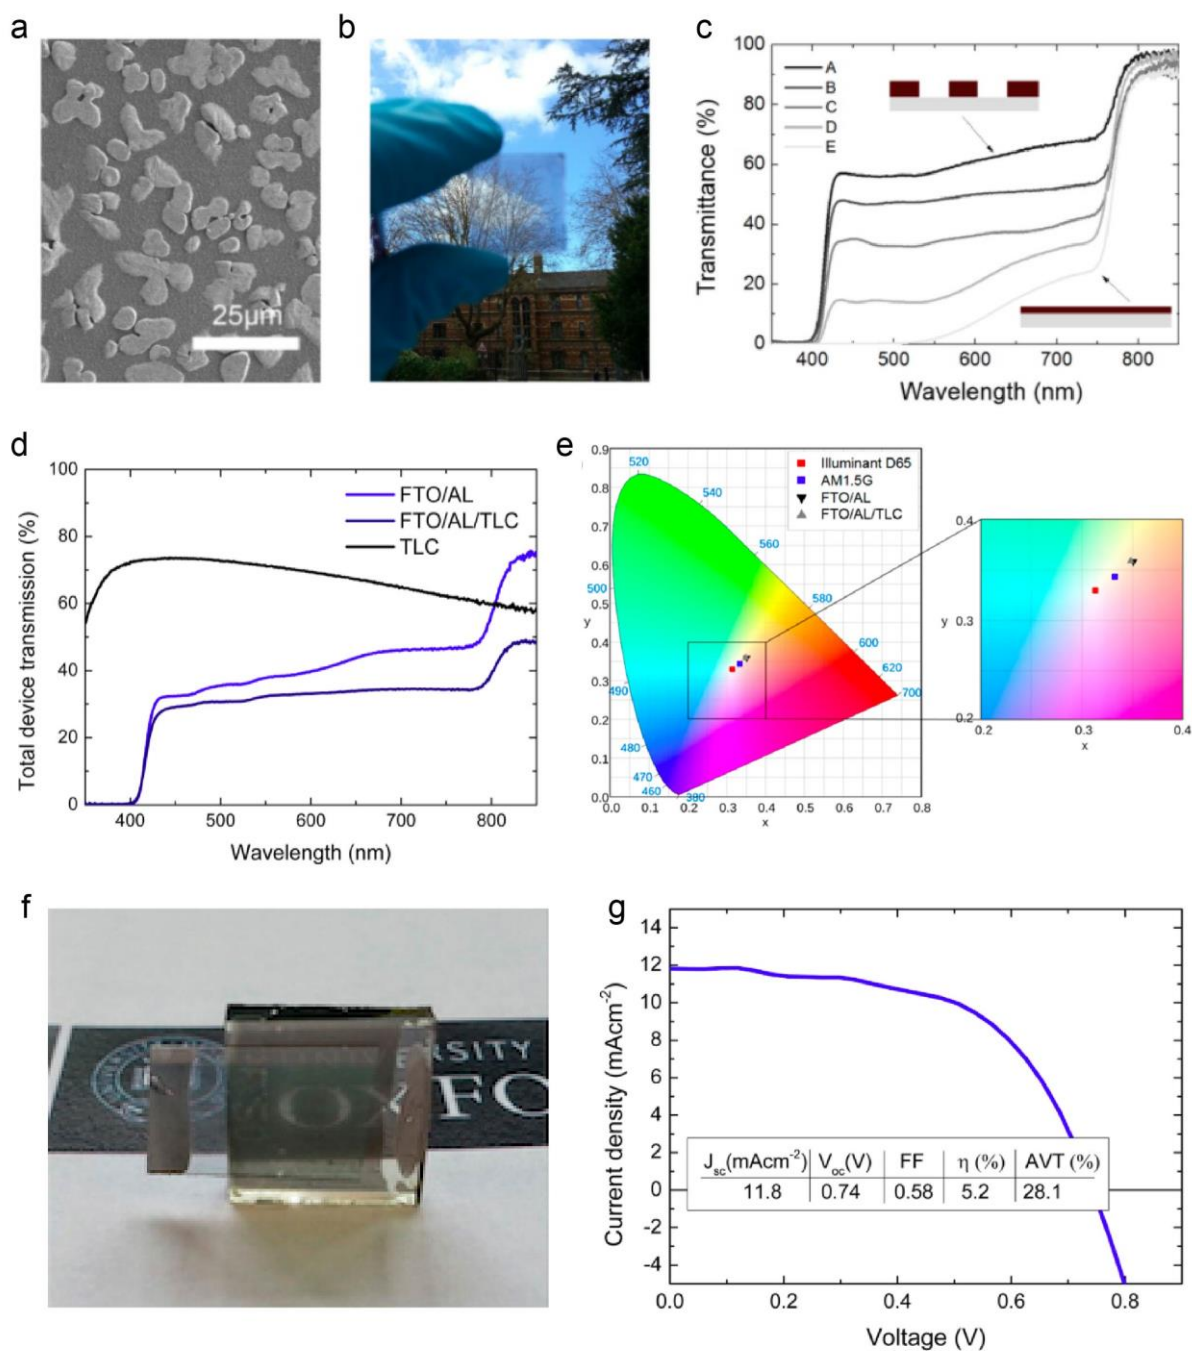 a
b
c
25μm
100
80
60
40
20
0
Transmittance (%)
A
B
C
D
E
400 500 600 700 800
Wavelength (nm)
d
100
80
60
40
20
0
Total device transmission (%)
FTO/AL
FTO/AL/TLC
TLC
400 500 600 700 800
Wavelength (nm)
e
0.9
0.8
0.7
0.6
0.5
y
0.4
0.3
0.2
0.1
0.0
0.0 0.1 0.2 0.3 0.4 0.5 0.6 0.7 0.8
x
520
540
560
580
600
620
700
500
490
480
470
460
380
Illuminant D65
AM1.5G
FTO/AL
FTO/AL/TLC
0.4
y 0.3
0.2
0.2 0.3 0.4
x
f
ERSITY
OXFO
g
14
12
10
8
6
4
2
0
-2
-4
Current density (mAcm-2)
Jsc(mAcm-2) Voc(V) FF η (%) AVT (%)
11.8 0.74 0.58 5.2 28.1
0.0 0.2 0.4 0.6 0.8
Voltage (V)